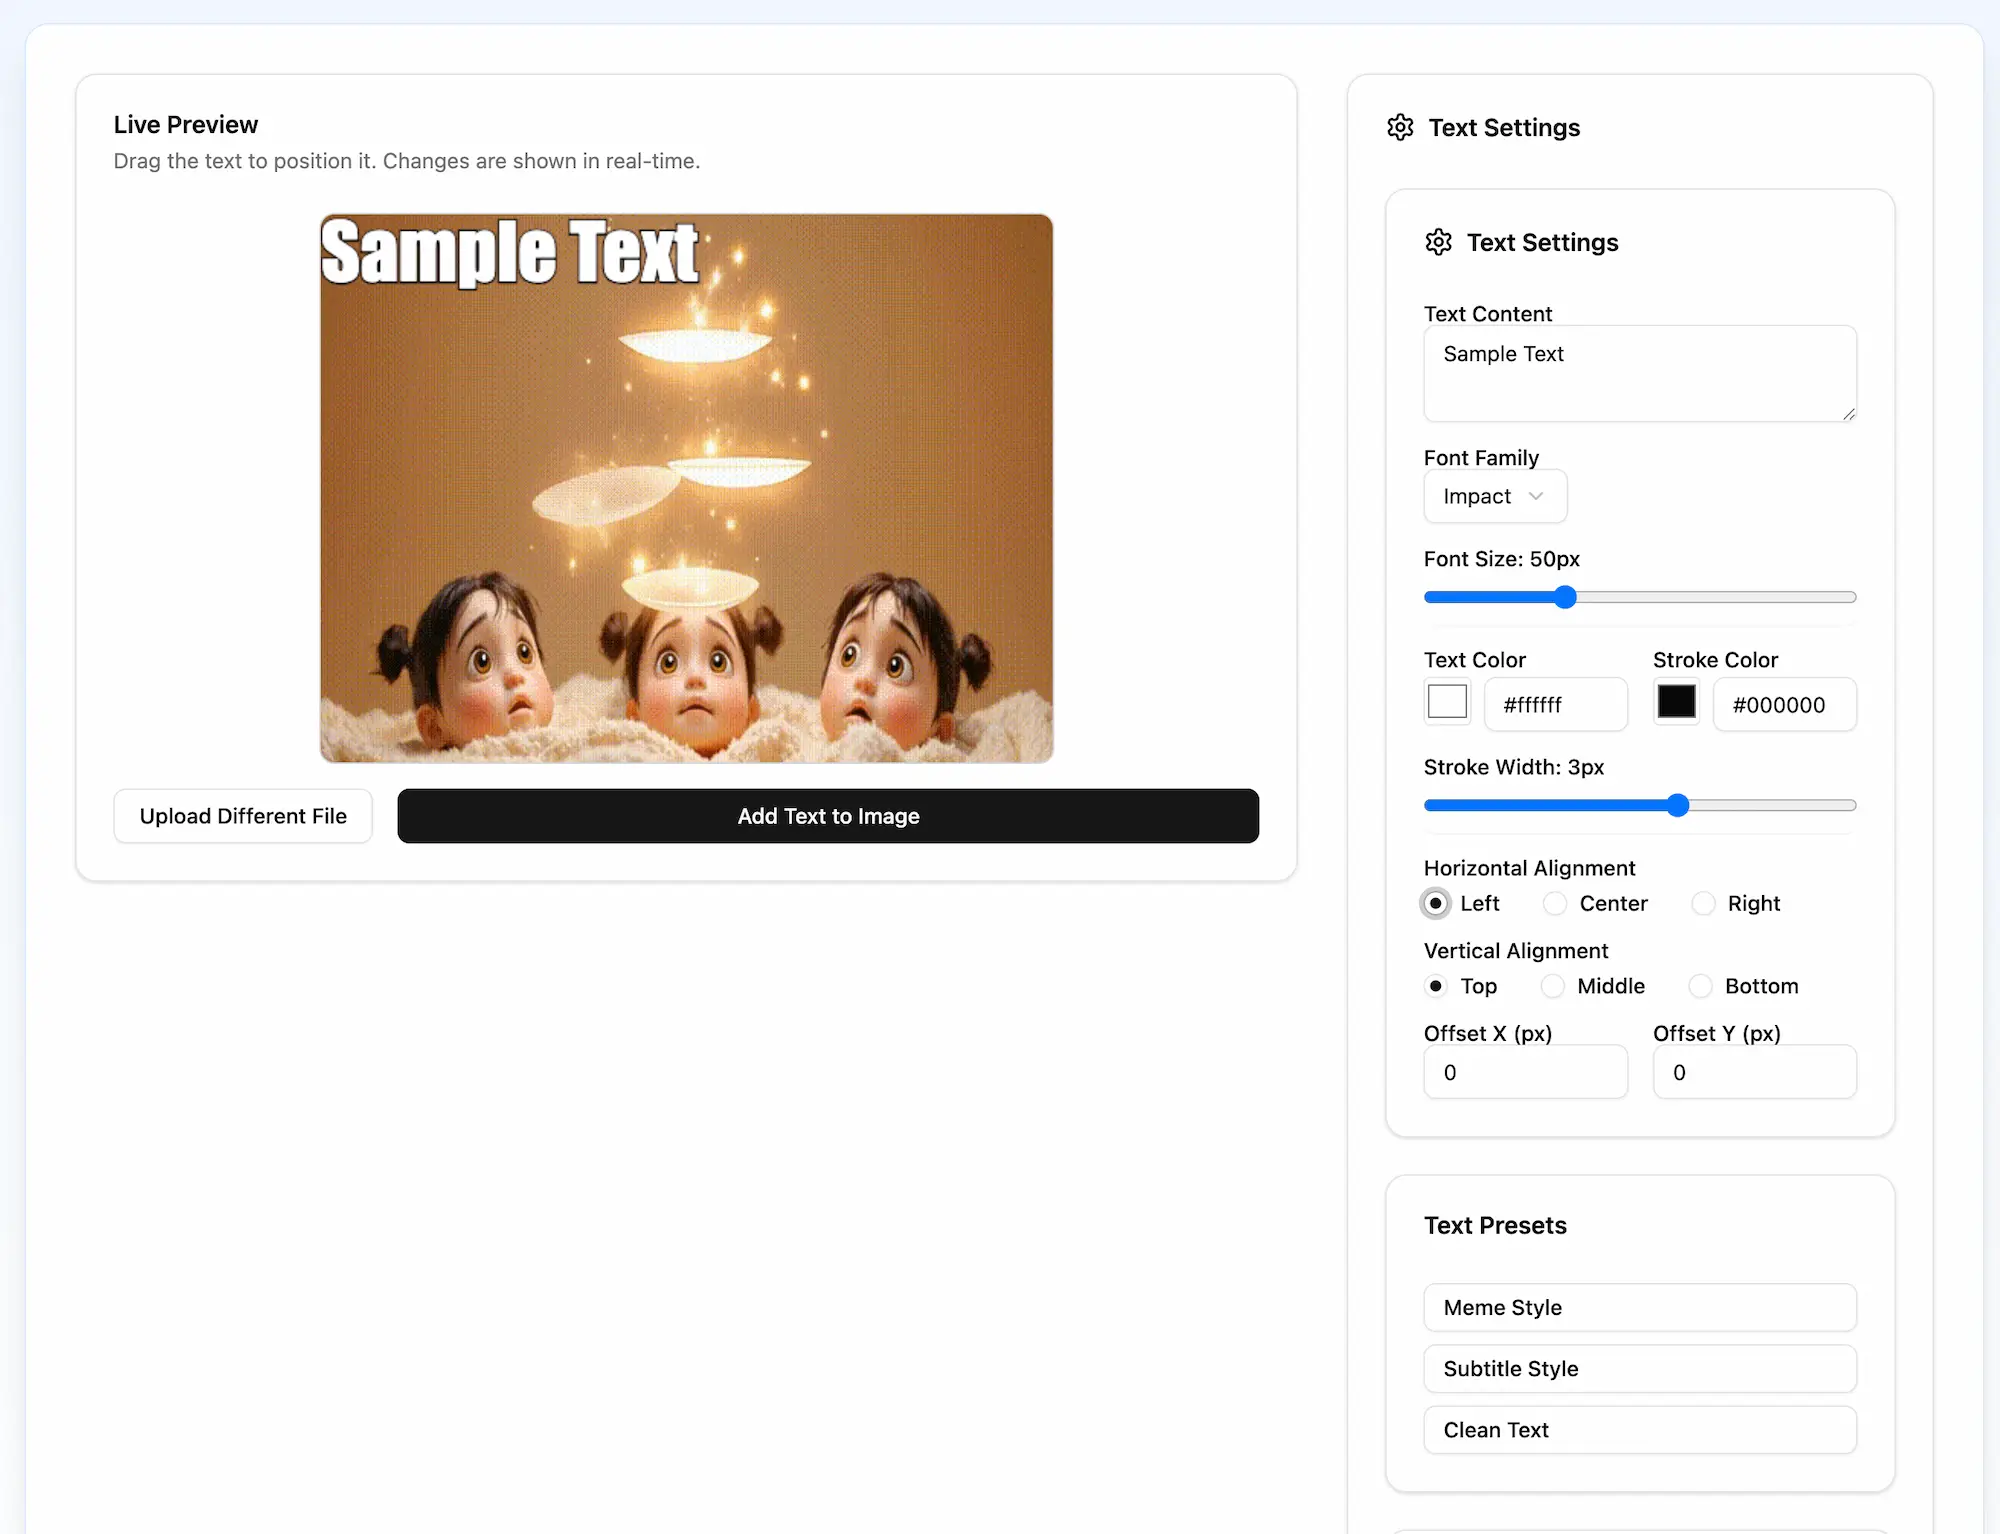 Live Preview
Drag the text to position it. Changes are shown in real-time.
Sample Text
Upload Different File
Add Text to Image
Text Settings
Text Settings
Text Content
Sample Text
Font Family
Impact
Font Size: 50px
Text Color
Stroke Color
#ffffff
#000000
Stroke Width: 3px
Horizontal Alignment
Left
Center
Right
Vertical Alignment
Top
Middle
Bottom
Offset X (px)
Offset Y (px)
0
0
Text Presets
Meme Style
Subtitle Style
Clean Text